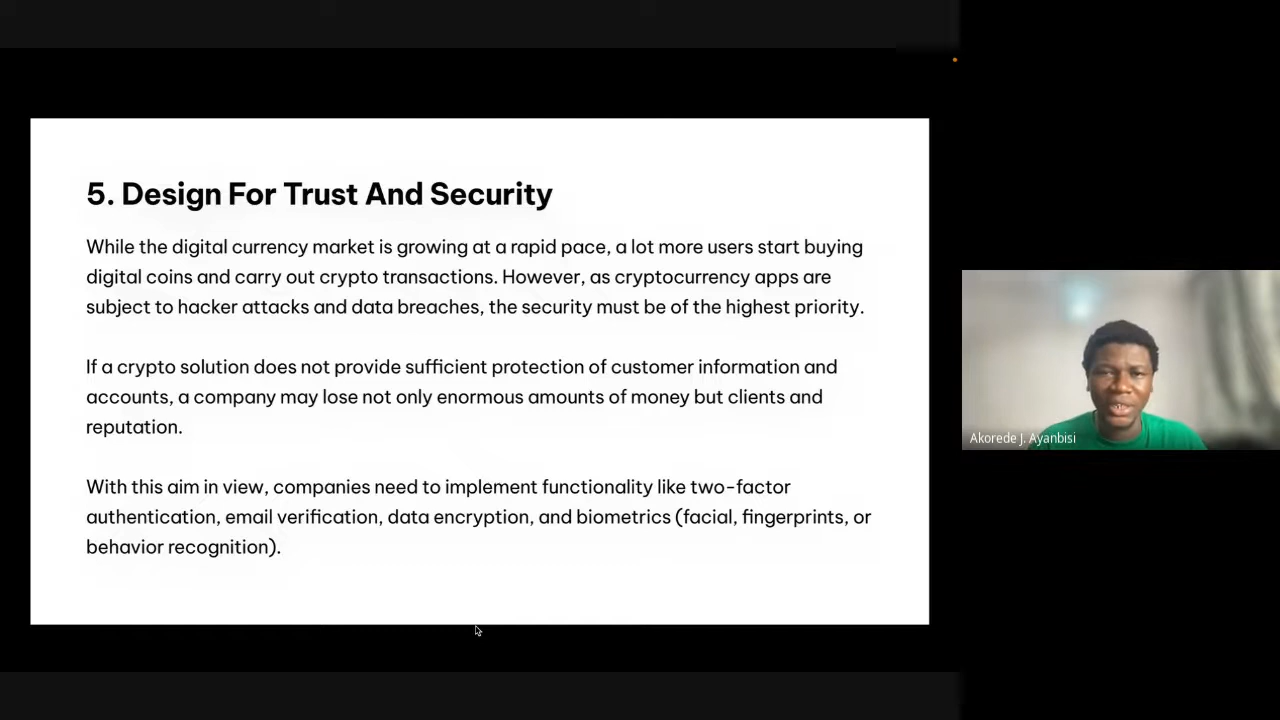 5. Design For Trust And Security
While the digital currency market is growing at a rapid pace, a lot more users start buying
digital coins and carry out crypto transactions. However, as cryptocurrency apps are
subject to hacker attacks and data breaches, the security must be of the highest priority.
If a crypto solution does not provide sufficient protection of customer information and
accounts, a company may lose not only enormous amounts of money but clients and
reputation.
With this aim in view, companies need to implement functionality like two-factor
authentication, email verification, data encryption, and biometrics (facial, fingerprints, or
behavior recognition).
Akorede J. Ayanbisi